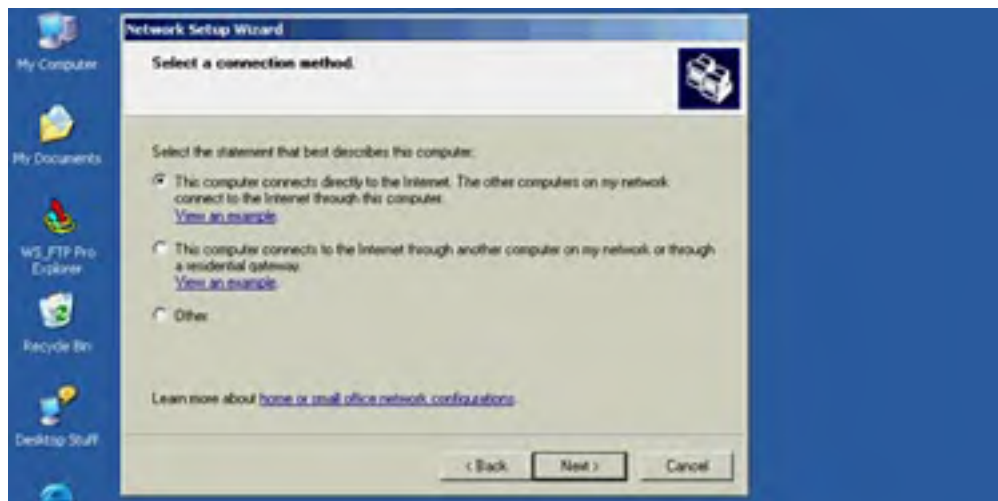 My Computer
My Documents
WS_FTP Pro
Explorer
Recycle Bin
Desktop Stuff
Network Setup Wizard
Select a connection method.
Select the statement that best describes this computer:
This computer connects directly to the Internet. The other computers on my network
connect to the Internet through this computer.
View an example.
This computer connects to the Internet through another computer on my network or through
a residential gateway.
View an example.
Other
Learn more about home or small office network configurations.
< Back
Next >
Cancel